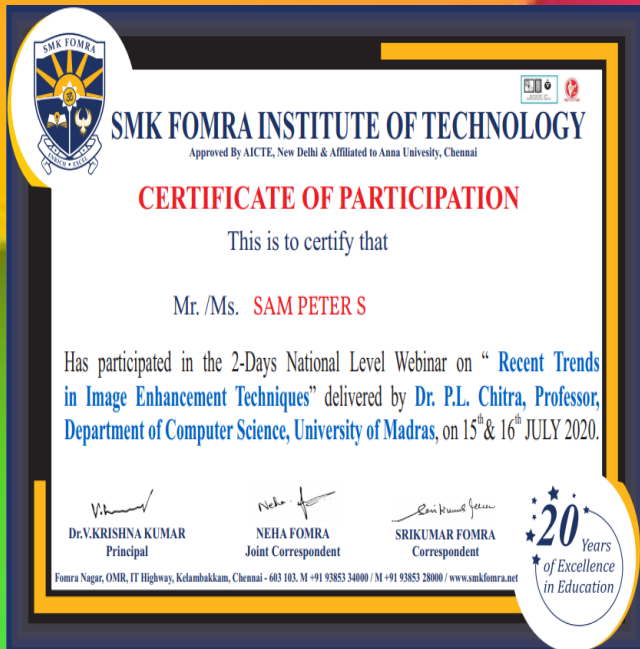 SMK FOMRA
ENRICH • EXCEL
SMK FOMRA INSTITUTE OF TECHNOLOGY
Approved By AICTE, New Delhi & Affiliated to Anna Univesity, Chennai
CERTIFICATE OF PARTICIPATION
This is to certify that
Mr. /Ms. SAM PETER S
Has participated in the 2-Days National Level Webinar on “ Recent Trends
in Image Enhancement Techniques” delivered by Dr. P.L. Chitra, Professor,
Department of Computer Science, University of Madras, on 15th& 16th JULY 2020.
Dr.V.KRISHNA KUMAR
Principal
NEHA FOMRA
Joint Correspondent
SRIKUMAR FOMRA
Correspondent
Fomra Nagar, OMR, IT Highway, Kelambakkam, Chennai - 603 103. M +91 93853 34000 / M +91 93853 28000 / www.smkfomra.net
20 Years
of Excellence
in Education